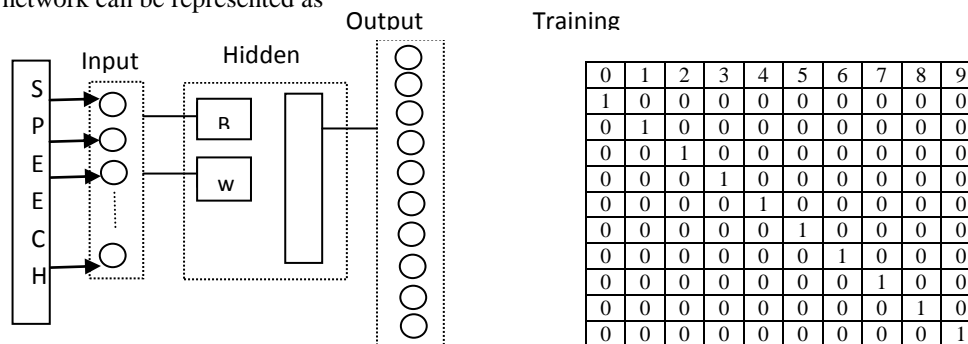 network can be represented as
Output
Training
Input
Hidden
S
P
E
E
C
H
w
0 1 2 3 4 5 6 7 8 9
1 0 0 0 0 0 0 0 0 0
0 1 0 0 0 0 0 0 0 0
0 0 1 0 0 0 0 0 0 0
0 0 0 1 0 0 0 0 0 0
0 0 0 0 1 0 0 0 0 0
0 0 0 0 0 1 0 0 0 0
0 0 0 0 0 0 1 0 0 0
0 0 0 0 0 0 0 1 0 0
0 0 0 0 0 0 0 0 1 0
0 0 0 0 0 0 0 0 0 1